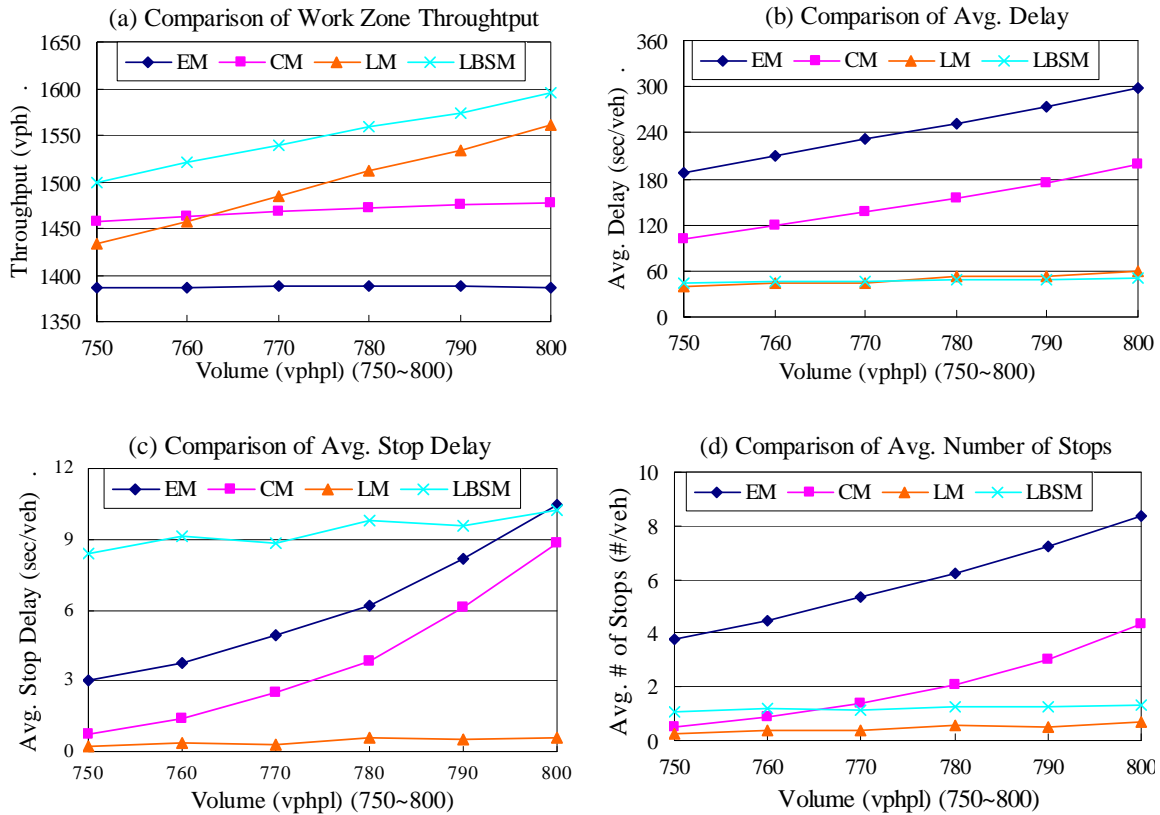 (a) Comparison of Work Zone Throughtput
1650
1600
1550
1500
1450
1400
1350
EM CM LM LBSM
Throughput (vph) .
750 760 770 780 790 800
Volume (vphpl) (750~800)
(b) Comparison of Avg. Delay
360
300
240
180
120
60
0
EM CM LM LBSM
Avg. Delay (sec/veh) .
750 760 770 780 790 800
Volume (vphpl) (750~800)
(c) Comparison of Avg. Stop Delay
12
9
6
3
0
EM CM LM LBSM
Avg. Stop Delay (sec/veh) .
750 760 770 780 790 800
Volume (vphpl) (750~800)
(d) Comparison of Avg. Number of Stops
10
8
6
4
2
0
EM CM LM LBSM
Avg. # of Stops (#/veh)
750 760 770 780 790 800
Volume (vphpl) (750~800)